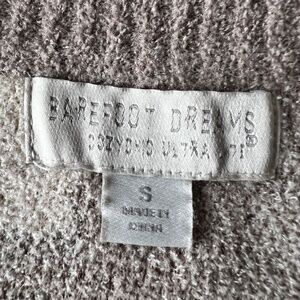 BAREFOOT DREAMS
COZYCHIC ULTRA LITE®
S
MADE IN
CHINA